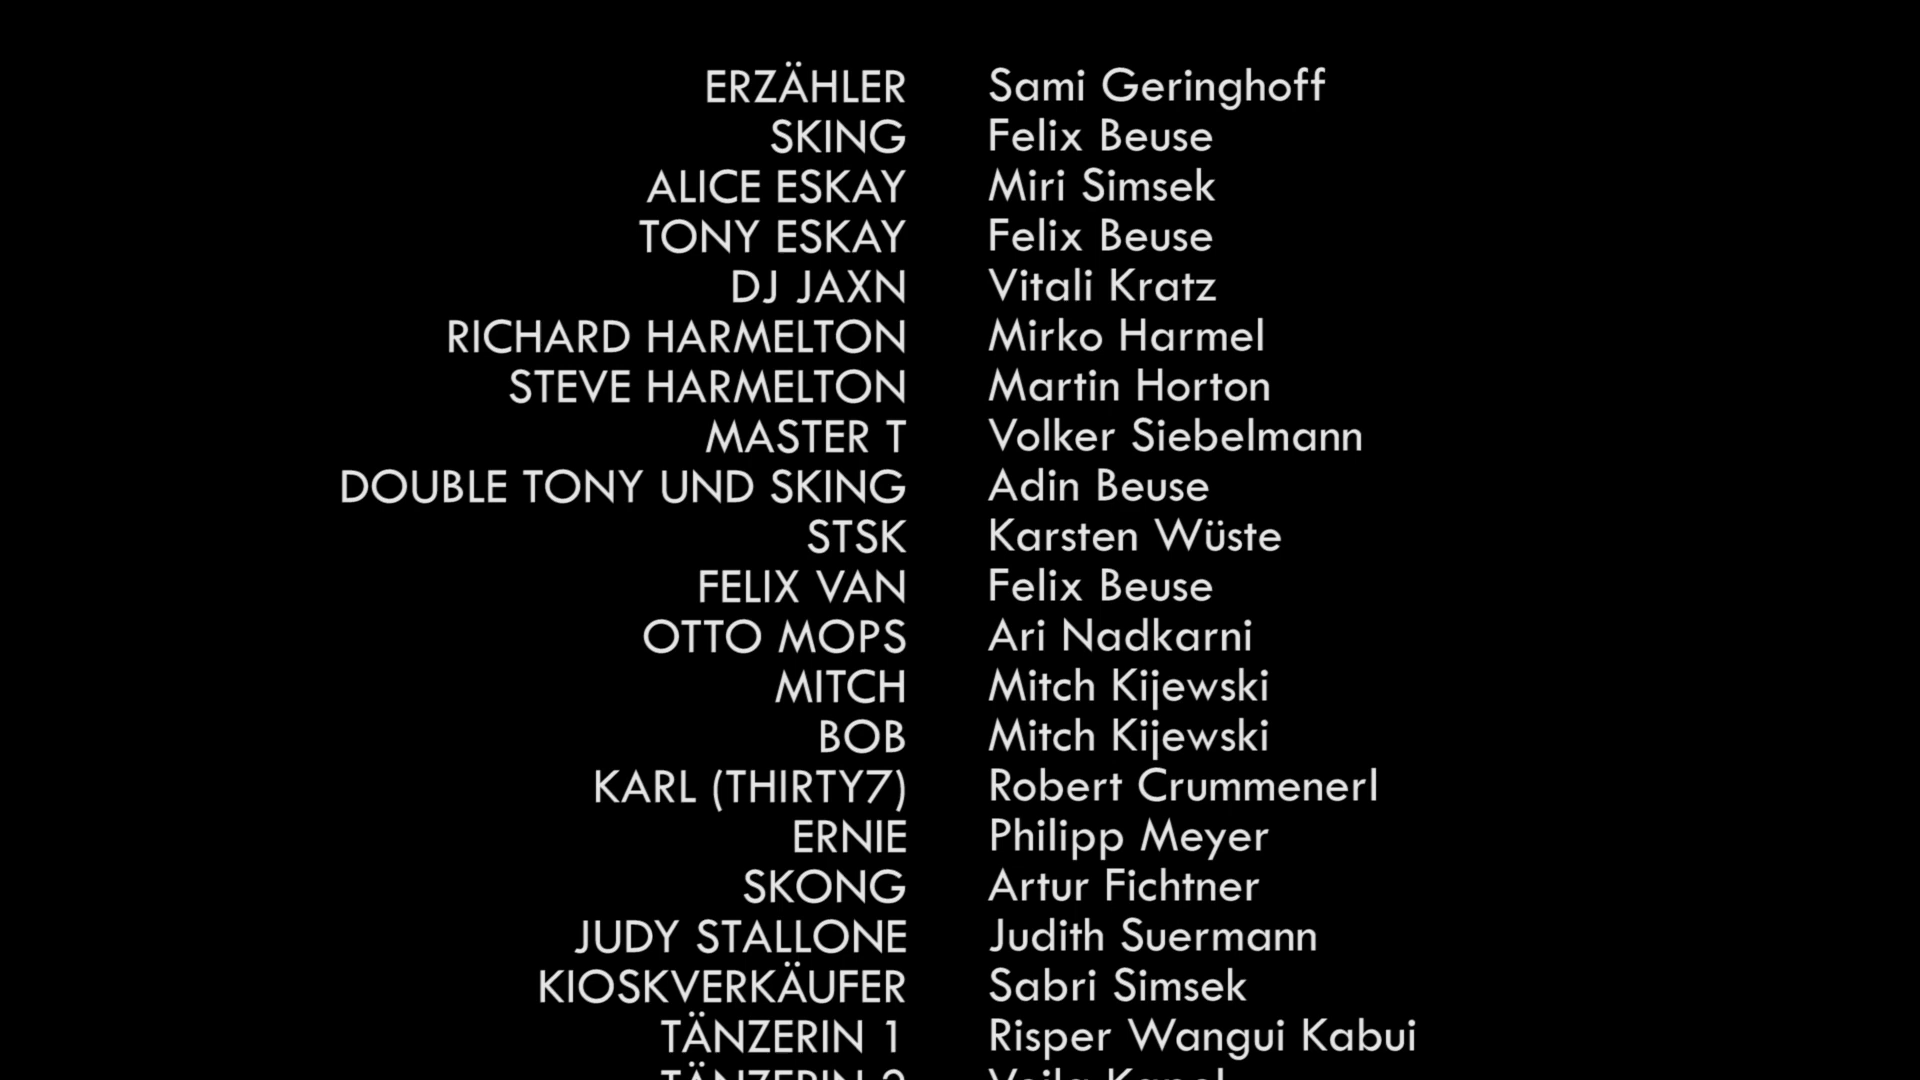 ERZÄHLER Sami Geringhoff
SKING Felix Beuse
ALICE ESKAY Miri Simsek
TONY ESKAY Felix Beuse
DJ JAXN Vitali Kratz
RICHARD HARMELTON Mirko Harmel
STEVE HARMELTON Martin Horton
MASTER T Volker Siebelmann
DOUBLE TONY UND SKING Adin Beuse
STSK Karsten Wüste
FELIX VAN Felix Beuse
OTTO MOPS Ari Nadkarni
MITCH Mitch Kijewski
BOB Mitch Kijewski
KARL (THIRTY7) Robert Crummenerl
ERNIE Philipp Meyer
SKONG Artur Fichtner
JUDY STALLONE Judith Suermann
KIOSKVERKÄUFER Sabri Simsek
TÄNZERIN 1 Risper Wangui Kabui
TÄNZERIN 2